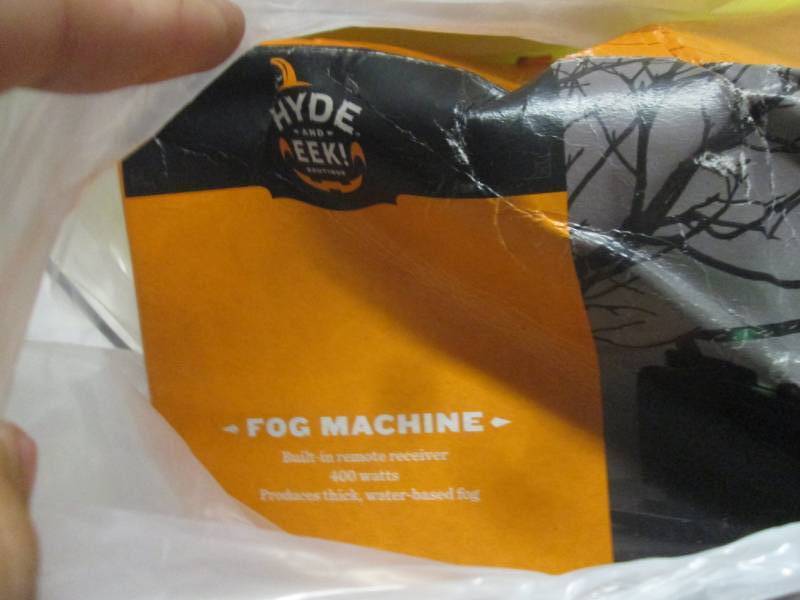 HYDE
AND
EEK!
BOUTIQUE
FOG MACHINE
Built-in remote receiver
400 watts
Produces thick, water-based fog